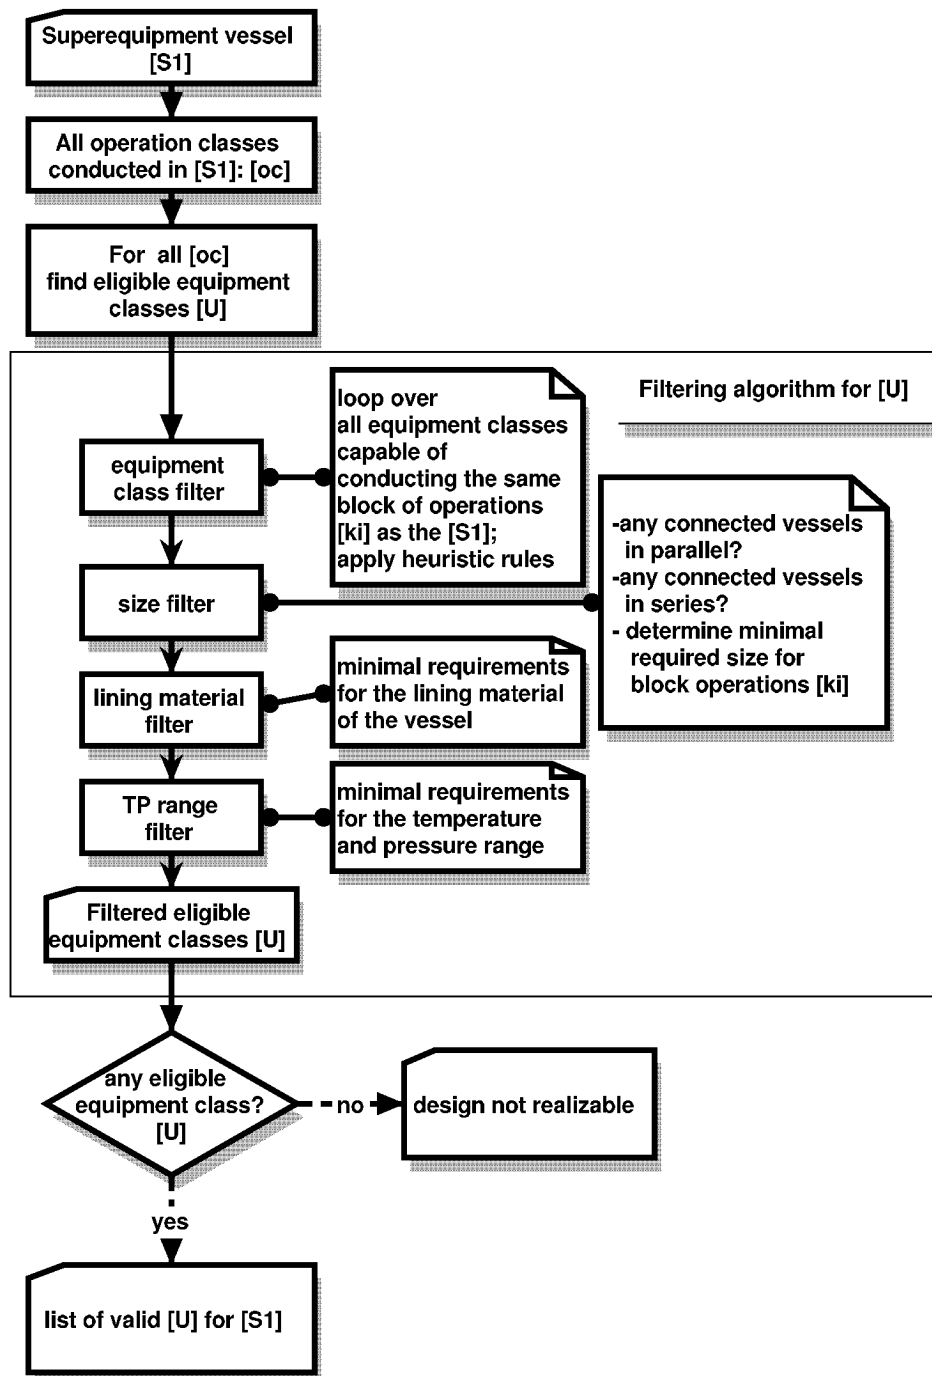 Superequipment vessel
[S1]
All operation classes
conducted in [S1]: [oc]
For all [oc]
find eligible equipment
classes [U]
Filtering algorithm for [U]
equipment
class filter
loop over
all equipment classes
capable of
conducting the same
block of operations
[ki] as the [S1];
apply heuristic rules
size filter
-any connected vessels
in parallel?
-any connected vessels
in series?
- determine minimal
required size for
block operations [ki]
lining material
filter
minimal requirements
for the lining material
of the vessel
TP range
filter
minimal requirements
for the temperature
and pressure range
Filtered eligible
equipment classes [U]
any eligible
equipment class?
[U]
no
design not realizable
yes
list of valid [U] for [S1]